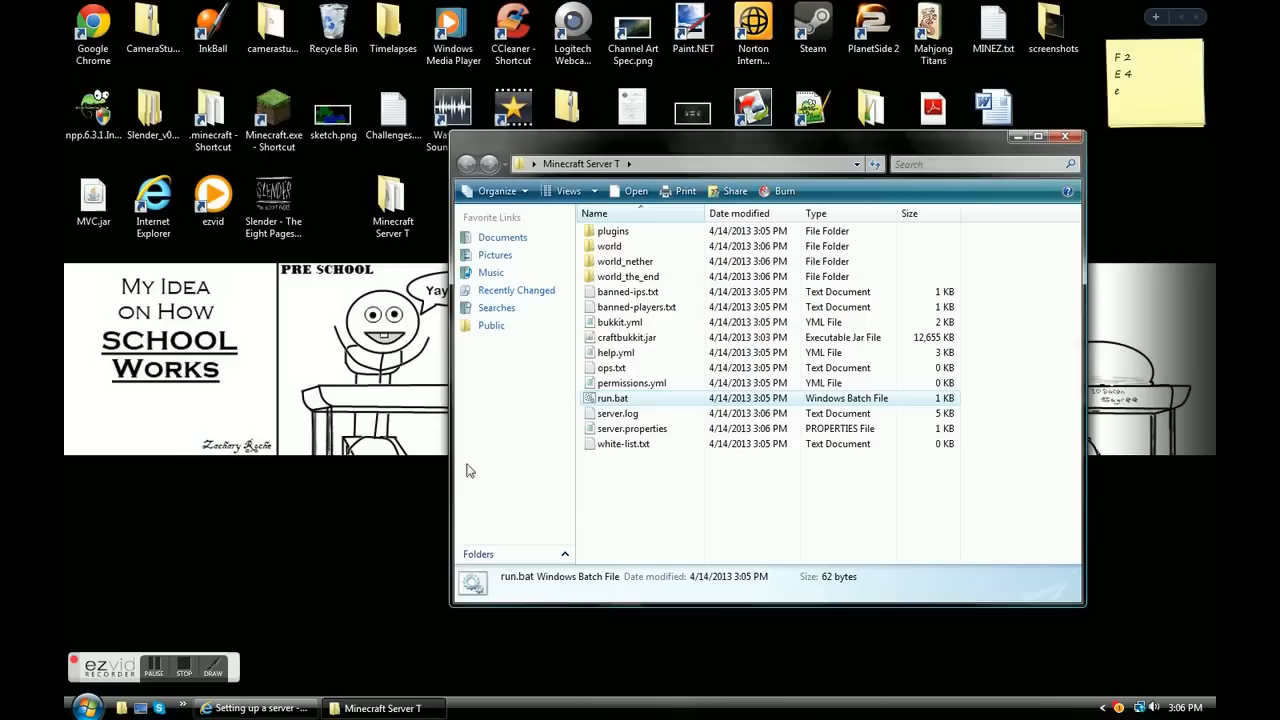 Google Chrome
CameraStu...
InkBall
camerastu...
Recycle Bin
Timelapses
Windows Media Player
CCleaner - Shortcut
Logitech Webca...
Channel Art Spec.png
Paint.NET
Norton Intern...
Steam
PlanetSide 2
Mahjong Titans
MINEZ.txt
screenshots
F 2
E 4
e
npp.6.3.1.In...
Slender_v0...
.minecraft - Shortcut
Minecraft.exe - Shortcut
sketch.png
Challenges....
MVC.jar
Internet Explorer
ezvid
Slender - The Eight Pages...
Minecraft Server T
MY IDEA
ON HOW
SCHOOL
WORKS
Zachary Roche
PRE SCHOOL
Yay
Minecraft Server T
Search
Organize Views Open Print Share Burn
Favorite Links
Documents
Pictures
Music
Recently Changed
Searches
Public
Folders
Name Date modified Type Size
plugins 4/14/2013 3:05 PM File Folder
world 4/14/2013 3:06 PM File Folder
world_nether 4/14/2013 3:06 PM File Folder
world_the_end 4/14/2013 3:06 PM File Folder
banned-ips.txt 4/14/2013 3:05 PM Text Document 1 KB
banned-players.txt 4/14/2013 3:05 PM Text Document 1 KB
bukkit.yml 4/14/2013 3:05 PM YML File 2 KB
craftbukkit.jar 4/14/2013 3:03 PM Executable Jar File 12,655 KB
help.yml 4/14/2013 3:05 PM YML File 3 KB
ops.txt 4/14/2013 3:05 PM Text Document 0 KB
permissions.yml 4/14/2013 3:05 PM YML File 0 KB
run.bat 4/14/2013 3:05 PM Windows Batch File 1 KB
server.log 4/14/2013 3:06 PM Text Document 5 KB
server.properties 4/14/2013 3:06 PM PROPERTIES File 1 KB
white-list.txt 4/14/2013 3:05 PM Text Document 0 KB
run.bat Windows Batch File Date modified: 4/14/2013 3:05 PM Size: 62 bytes
ezvid
RECORDER
PAUSE STOP DRAW
Setting up a server -...
Minecraft Server T
3:06 PM